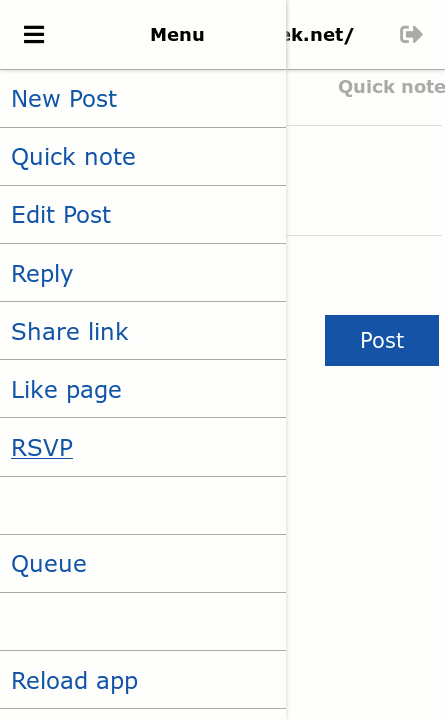 Menu
ek.net/
Quick note
New Post
Quick note
Edit Post
Reply
Share link
Like page
RSVP
Post
Queue
Reload app